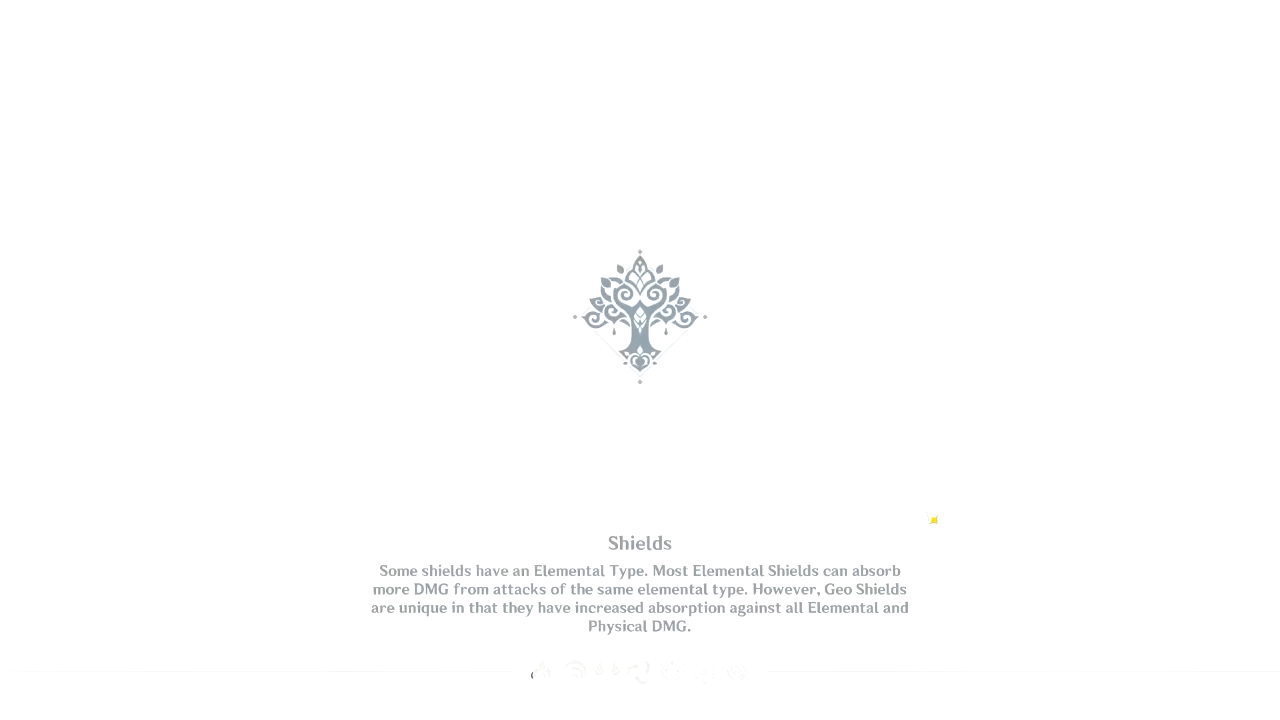 Shields
Some shields have an Elemental Type. Most Elemental Shields can absorb
more DMG from attacks of the same elemental type. However, Geo Shields
are unique in that they have increased absorption against all Elemental and
Physical DMG.